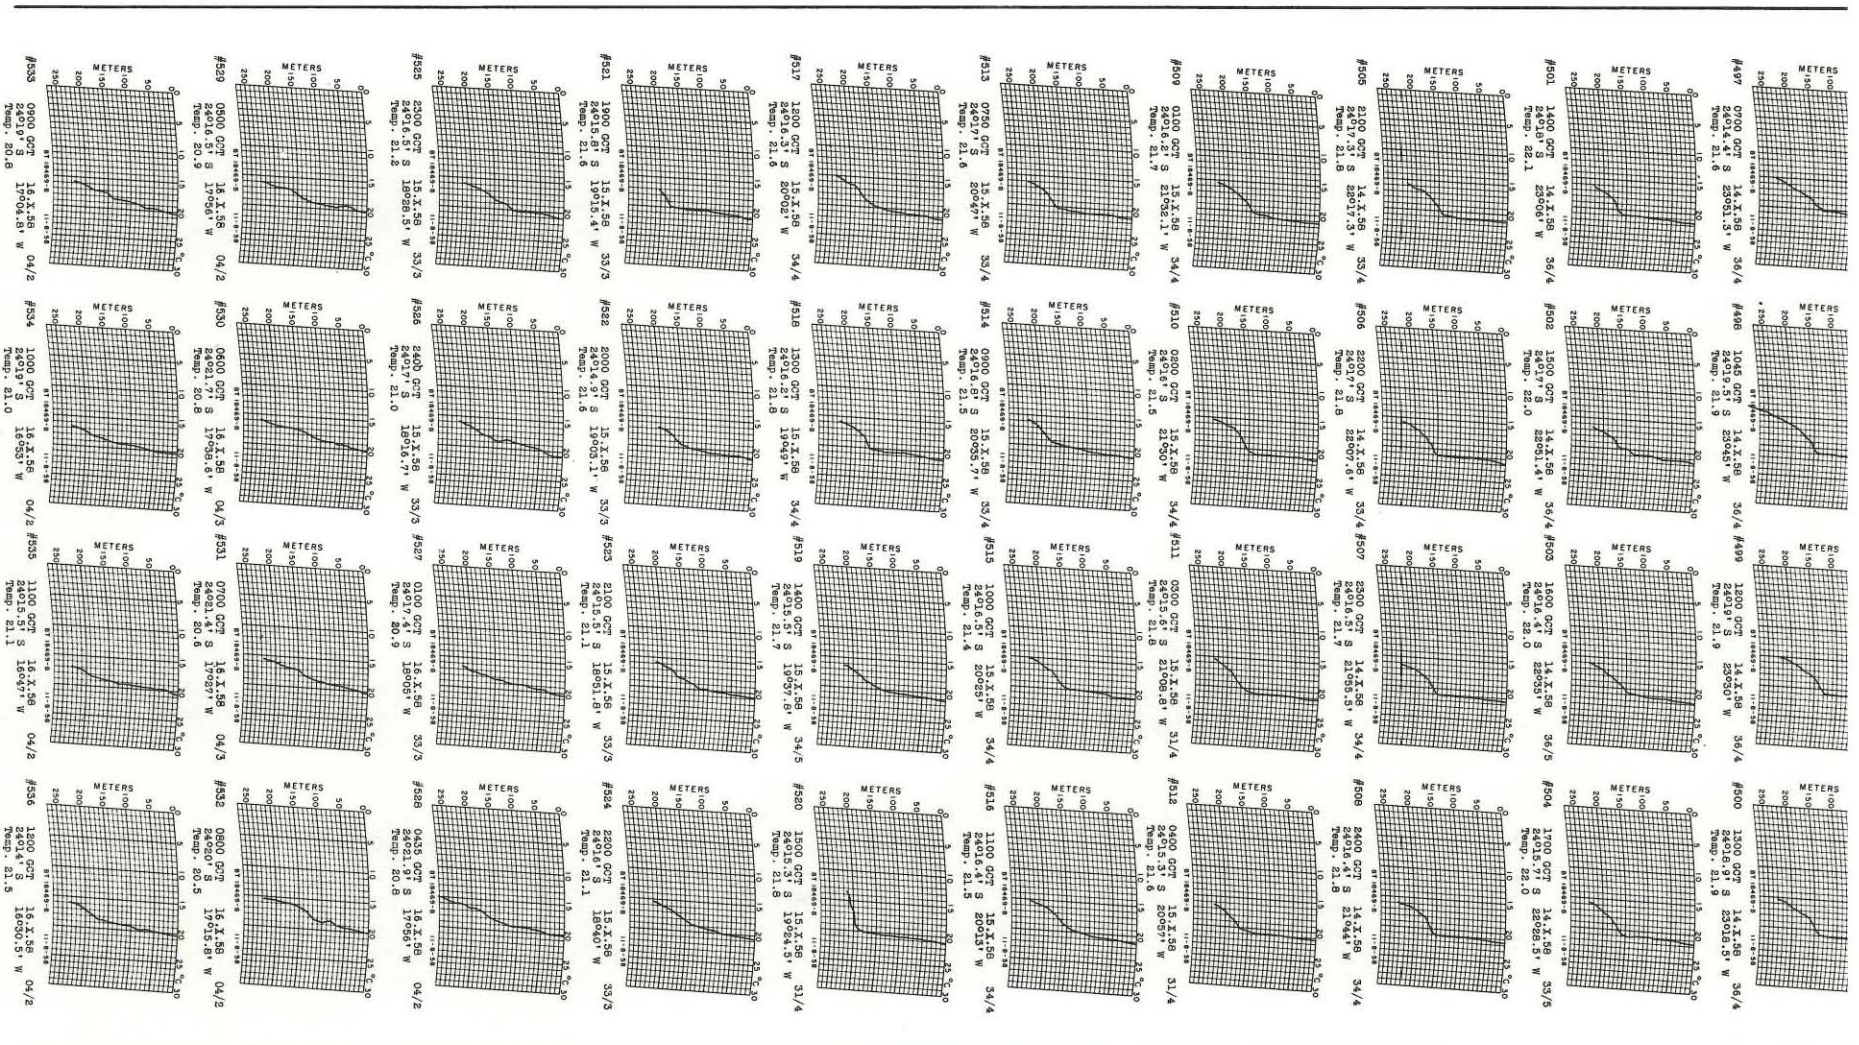 METERS
#497 0700 GCT 14.X.58 36/4
24°14.4' S 23°51.3' W
Temp. 21.6
#498 1045 GCT 14.X.58 36/4
24°19.5' S 23°45' W
Temp. 21.9
#499 1200 GCT 14.X.58 36/4
24°19' S 23°30' W
Temp. 21.9
#500 1300 GCT 14.X.58 36/4
24°18.9' S 23°18.5' W
Temp. 21.9
0 5 10 15 20 25 °C 30
50 100 150 200 250
METERS
BT 18469-B 11-8-58
#501 1400 GCT 14.X.58 36/4
24°18' S 23°06' W
Temp. 22.1
#502 1500 GCT 14.X.58 36/4
24°17' S 22°51.4' W
Temp. 22.0
#503 1600 GCT 14.X.58 36/5
24°16.4' S 22°35' W
Temp. 22.0
#504 1700 GCT 14.X.58 33/5
24°15.7' S 22°28.5' W
Temp. 22.0
#505 2100 GCT 14.X.58 33/4
24°17.3' S 22°17.3' W
Temp. 21.8
#506 2200 GCT 14.X.58 33/4
24°17' S 22°07.6' W
Temp. 21.8
#507 2300 GCT 14.X.58 34/4
24°16.5' S 21°55.5' W
Temp. 21.7
#508 2400 GCT 14.X.58 34/4
24°16.4' S 21°44' W
Temp. 21.8
#509 0100 GCT 15.X.58 34/4
24°16.2' S 21°32.1' W
Temp. 21.7
#510 0200 GCT 15.X.58 34/4
24°16' S 21°30' W
Temp. 21.5
#511 0300 GCT 15.X.58 31/4
24°15.6' S 21°08.8' W
Temp. 21.8
#512 0400 GCT 15.X.58 31/4
24°15.3' S 20°57' W
Temp. 21.6
#513 0750 GCT 15.X.58 33/4
24°17' S 20°47' W
Temp. 21.6
#514 0900 GCT 15.X.58 33/4
24°16.8' S 20°35.7' W
Temp. 21.5
#515 1000 GCT 15.X.58 34/4
24°16.5' S 20°25' W
Temp. 21.4
#516 1100 GCT 15.X.58 34/4
24°16.4' S 20°13' W
Temp. 21.5
#517 1200 GCT 15.X.58 34/4
24°16.3' S 20°02' W
Temp. 21.6
#518 1300 GCT 15.X.58 34/4
24°16.2' S 19°49' W
Temp. 21.8
#519 1400 GCT 15.X.58 34/5
24°15.5' S 19°37.8' W
Temp. 21.7
#520 1500 GCT 15.X.58 31/4
24°15.3' S 19°24.5' W
Temp. 21.8
#521 1900 GCT 15.X.58 33/3
24°15.8' S 19°15.4' W
Temp. 21.6
#522 2000 GCT 15.X.58 33/3
24°14.9' S 19°03.1' W
Temp. 21.6
#523 2100 GCT 15.X.58 33/3
24°15.5' S 18°51.8' W
Temp. 21.1
#524 2200 GCT 15.X.58 33/3
24°16' S 18°40' W
Temp. 21.1
#525 2300 GCT 15.X.58 33/3
24°16.5' S 18°28.5' W
Temp. 21.2
#526 2400 GCT 15.X.58 33/3
24°17' S 18°16.7' W
Temp. 21.0
#527 0100 GCT 16.X.58 33/3
24°17.4' S 18°05' W
Temp. 20.9
#528 0435 GCT 16.X.58 04/2
24°21.9' S 17°56' W
Temp. 20.8
#529 0500 GCT 16.X.58 04/2
24°16.5' S 17°56' W
Temp. 20.9
#530 0600 GCT 16.X.58 04/3
24°21.7' S 17°38.6' W
Temp. 20.8
#531 0700 GCT 16.X.58 04/3
24°21.4' S 17°27' W
Temp. 20.6
#532 0800 GCT 16.X.58 04/2
24°20' S 17°15.8' W
Temp. 20.5
#533 0900 GCT 16.X.58 04/2
24°19' S 17°04.8' W
Temp. 20.8
#534 1000 GCT 16.X.58 04/2
24°19' S 16°53' W
Temp. 21.0
#535 1100 GCT 16.X.58 04/2
24°15.5' S 16°47' W
Temp. 21.1
#536 1200 GCT 16.X.58 04/2
24°14' S 16°30.5' W
Temp. 21.5